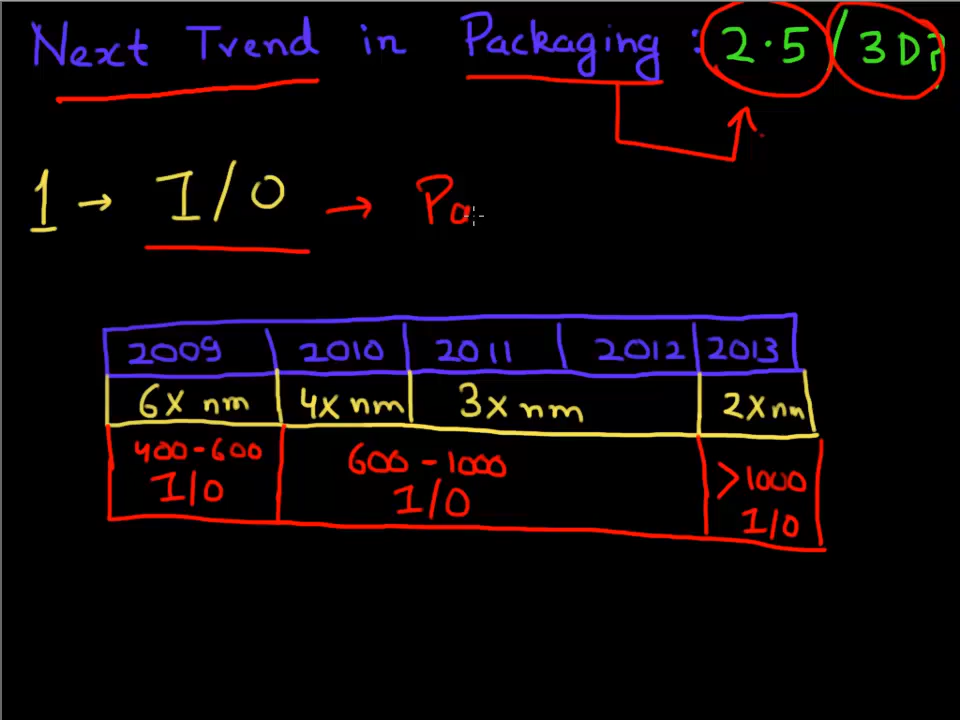 Next Trend in Packaging : 2.5 / 3D?
1 → I/O → Pa
2009 2010 2011 2012 2013
6x nm 4x nm 3x nm 2x nm
400-600 I/O 600-1000 I/O >1000 I/O